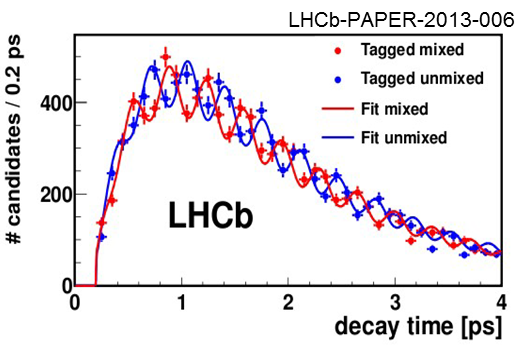 LHCb-PAPER-2013-006
Tagged mixed
Tagged unmixed
Fit mixed
Fit unmixed
# candidates / 0.2 ps
400
200
0
LHCb
0 1 2 3 4
decay time [ps]